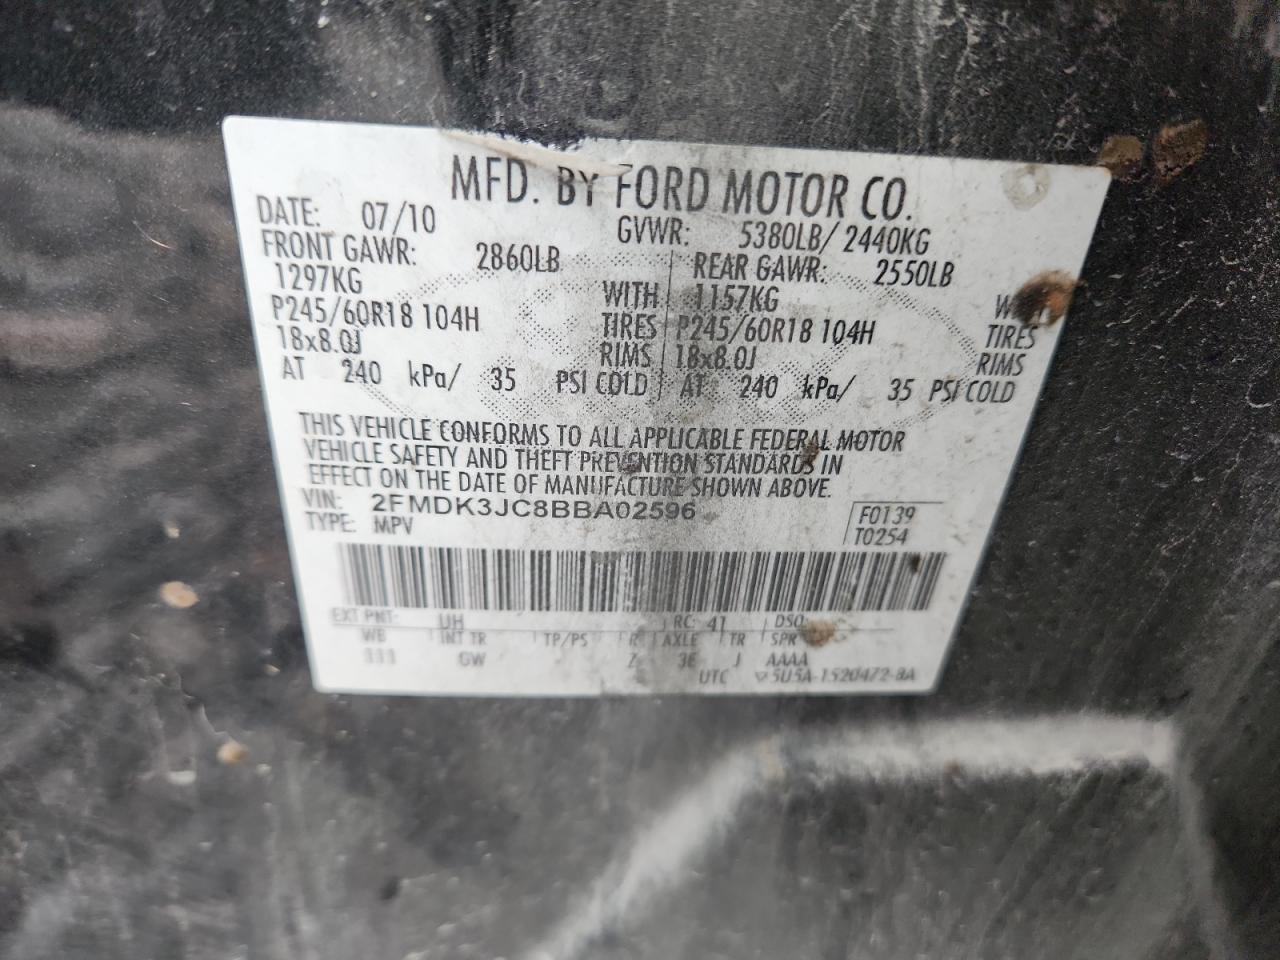 MFD. BY FORD MOTOR CO.
DATE: 07/10 GVWR: 5380LB/ 2440KG
FRONT GAWR: 2860LB REAR GAWR: 2550LB
1297KG WITH 1157KG
P245/60R18 104H TIRES P245/60R18 104H TIRES
18x8.0J RIMS 18x8.0J RIMS
AT 240 kPa/ 35 PSI COLD AT 240 kPa/ 35 PSI COLD
THIS VEHICLE CONFORMS TO ALL APPLICABLE FEDERAL MOTOR
VEHICLE SAFETY AND THEFT PREVENTION STANDARDS IN
EFFECT ON THE DATE OF MANUFACTURE SHOWN ABOVE.
VIN: 2FMDK3JC8BBA02596 F0139
TYPE: MPV T0254
EXT PNT: UH RC: 41 DSO:
WB INT TR TP/PS R AXLE TR SPR
GW Z 3E J AAAA
UTC 5U5A-1520472-BA